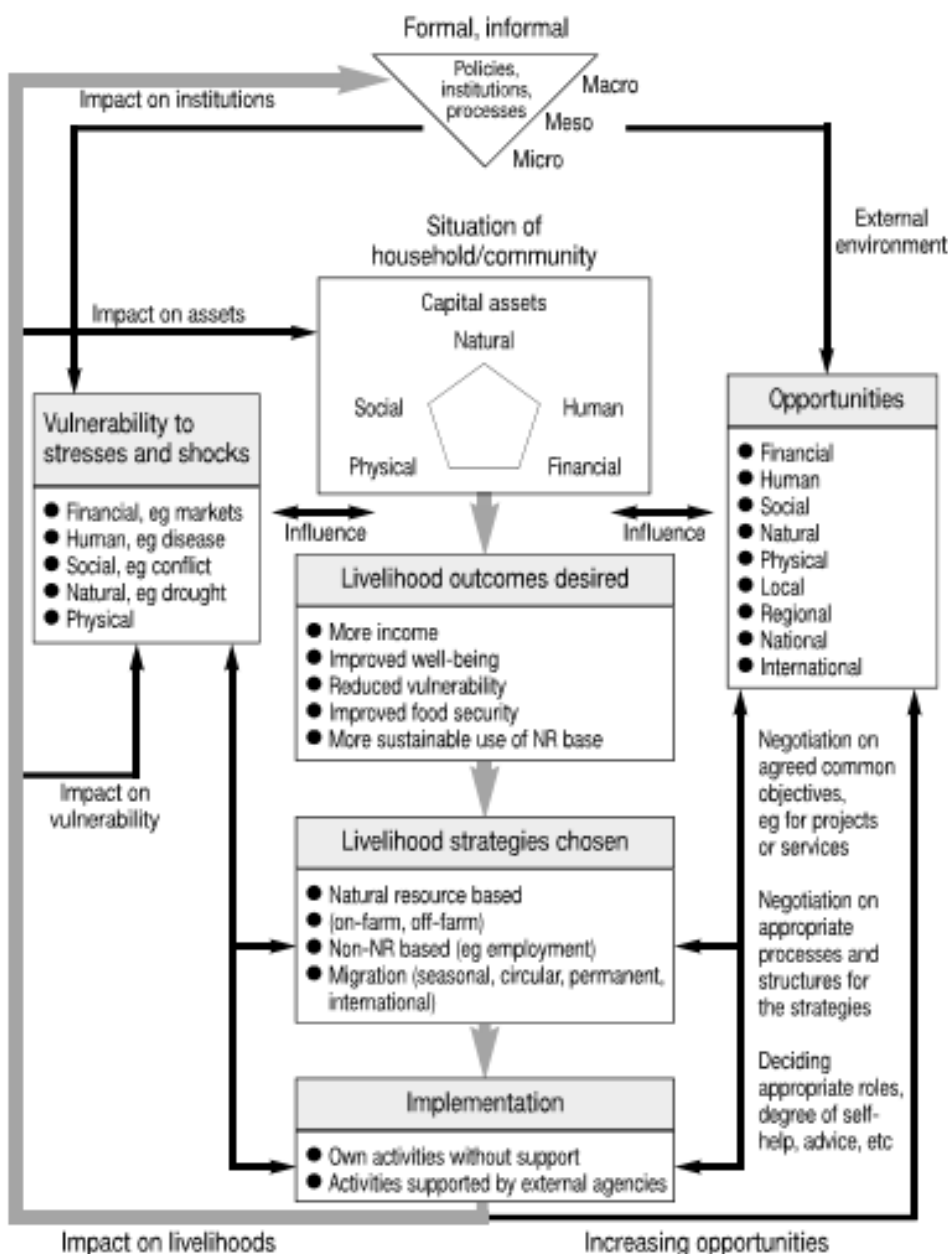 Formal, informal
Policies,
institutions,
processes
Macro
Meso
Micro
Impact on institutions
External
environment
Situation of
household/community
Impact on assets
Capital assets
Natural
Social
Human
Physical
Financial
Vulnerability to
stresses and shocks
● Financial, eg markets
● Human, eg disease
● Social, eg conflict
● Natural, eg drought
● Physical
Influence
Influence
Opportunities
● Financial
● Human
● Social
● Natural
● Physical
● Local
● Regional
● National
● International
Livelihood outcomes desired
● More income
● Improved well-being
● Reduced vulnerability
● Improved food security
● More sustainable use of NR base
Impact on
vulnerability
Negotiation on
agreed common
objectives,
eg for projects
or services
Livelihood strategies chosen
● Natural resource based
● (on-farm, off-farm)
● Non-NR based (eg employment)
● Migration (seasonal, circular, permanent,
international)
Negotiation on
appropriate
processes and
structures for
the strategies
Deciding
appropriate roles,
degree of self-
help, advice, etc
Implementation
● Own activities without support
● Activities supported by external agencies
Impact on livelihoods
Increasing opportunities